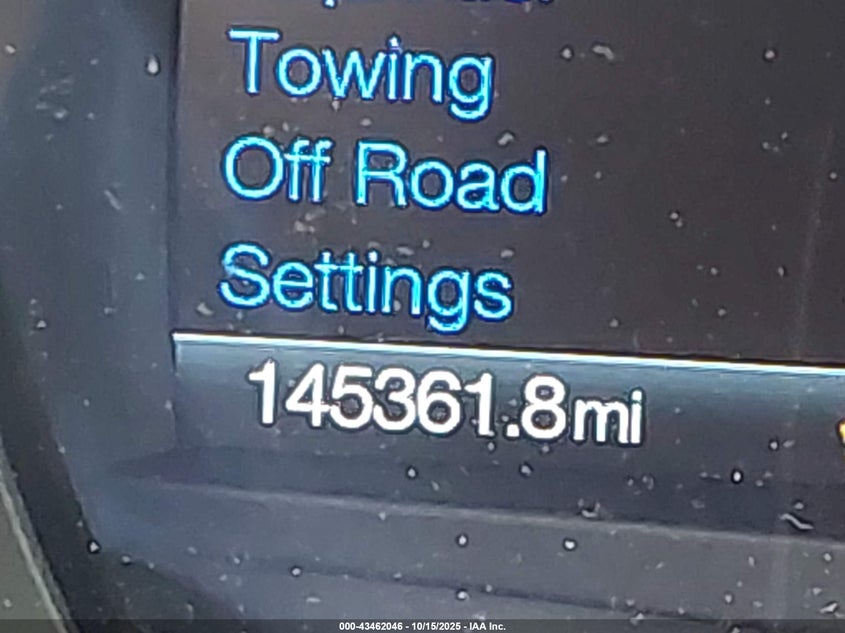 Towing
Off Road
Settings
145361.8mi
000-43462046 - 10/15/2025 - IAA Inc.